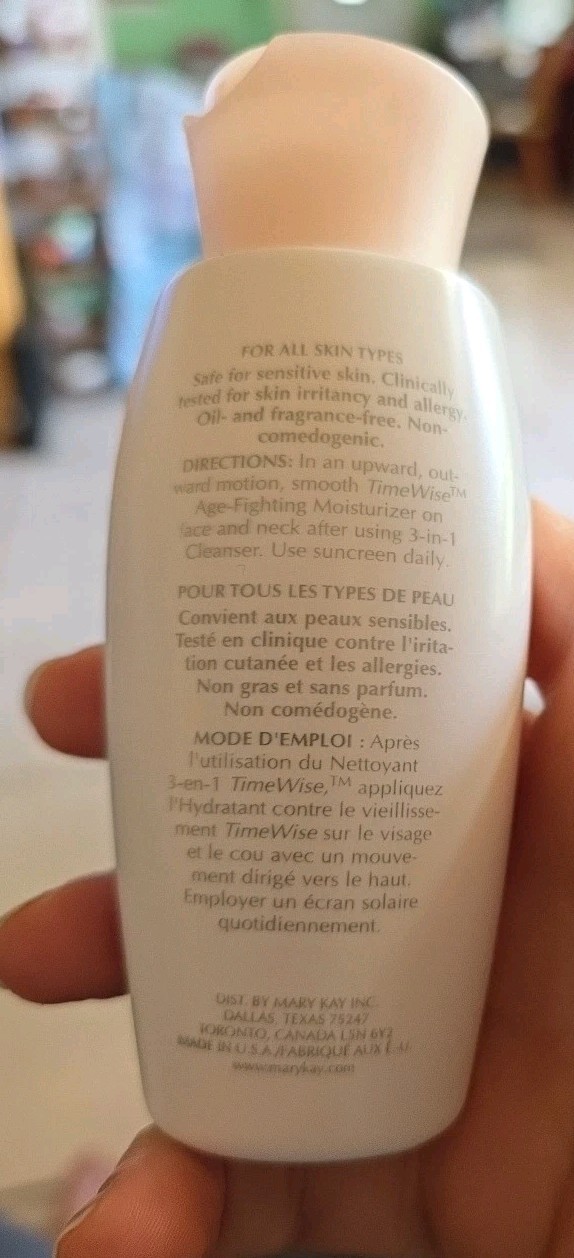 FOR ALL SKIN TYPES
Safe for sensitive skin. Clinically
tested for skin irritancy and allergy.
Oil- and fragrance-free. Non-
comedogenic.
DIRECTIONS: In an upward, out-
ward motion, smooth TimeWise™
Age-Fighting Moisturizer on
face and neck after using 3-in-1
Cleanser. Use suncreen daily.
POUR TOUS LES TYPES DE PEAU
Convient aux peaux sensibles.
Testé en clinique contre l'irita-
tion cutanée et les allergies.
Non gras et sans parfum.
Non comédogène.
MODE D'EMPLOI : Après
l'utilisation du Nettoyant
3-en-1 TimeWise,™ appliquez
l'Hydratant contre le vieillisse-
ment TimeWise sur le visage
et le cou avec un mouve-
ment dirigé vers le haut.
Employer un écran solaire
quotidiennement.
DIST. BY MARY KAY INC.
DALLAS, TEXAS 75247
TORONTO, CANADA L5N 6Y2
MADE IN U.S.A./FABRIQUÉ AUX É.-U.
www.marykay.com